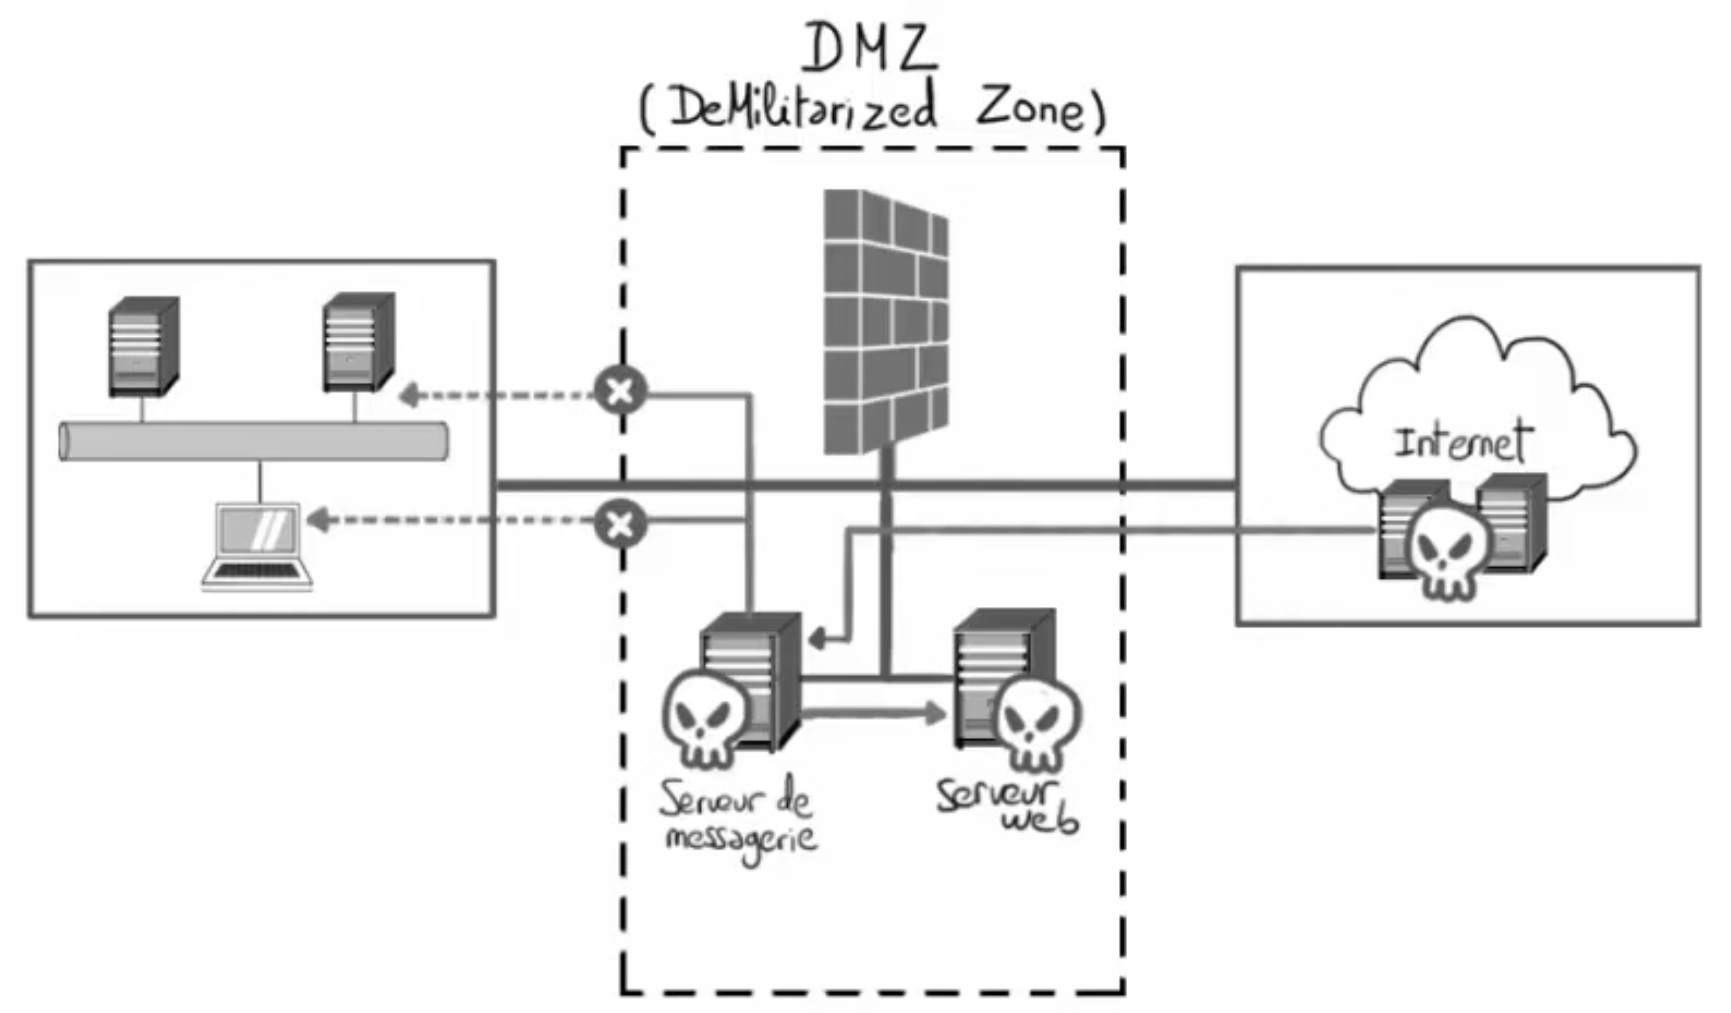 DMZ
(DeMilitarized Zone)
Internet
Serveur de
messagerie
Serveur
web